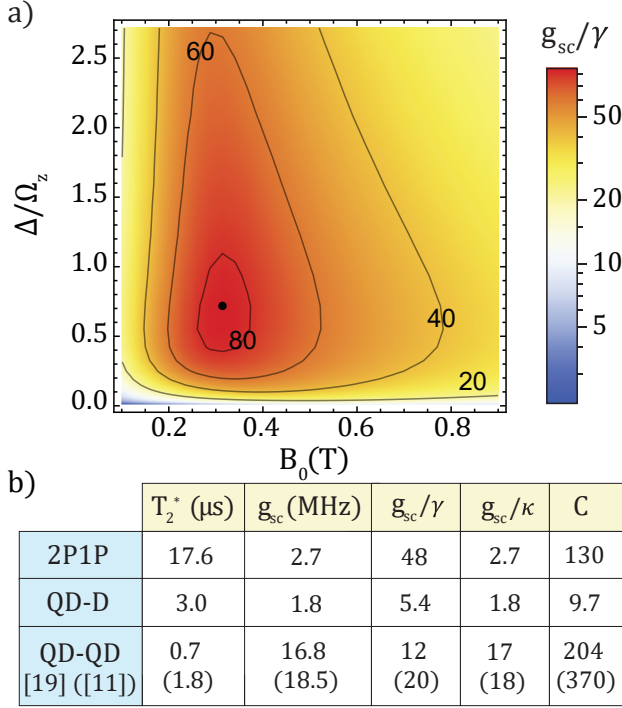 a)
g_sc/γ
60
2.5
2.0
1.5
1.0
0.5
0.0
Δ/Ω_z
80
40
20
0.2 0.4 0.6 0.8
B_0(T)
50
20
10
5
b)
T_2^* (μs) g_sc(MHz) g_sc/γ g_sc/κ C
2P1P 17.6 2.7 48 2.7 130
QD-D 3.0 1.8 5.4 1.8 9.7
QD-QD 0.7 16.8 12 17 204
[19] ([11]) (1.8) (18.5) (20) (18) (370)